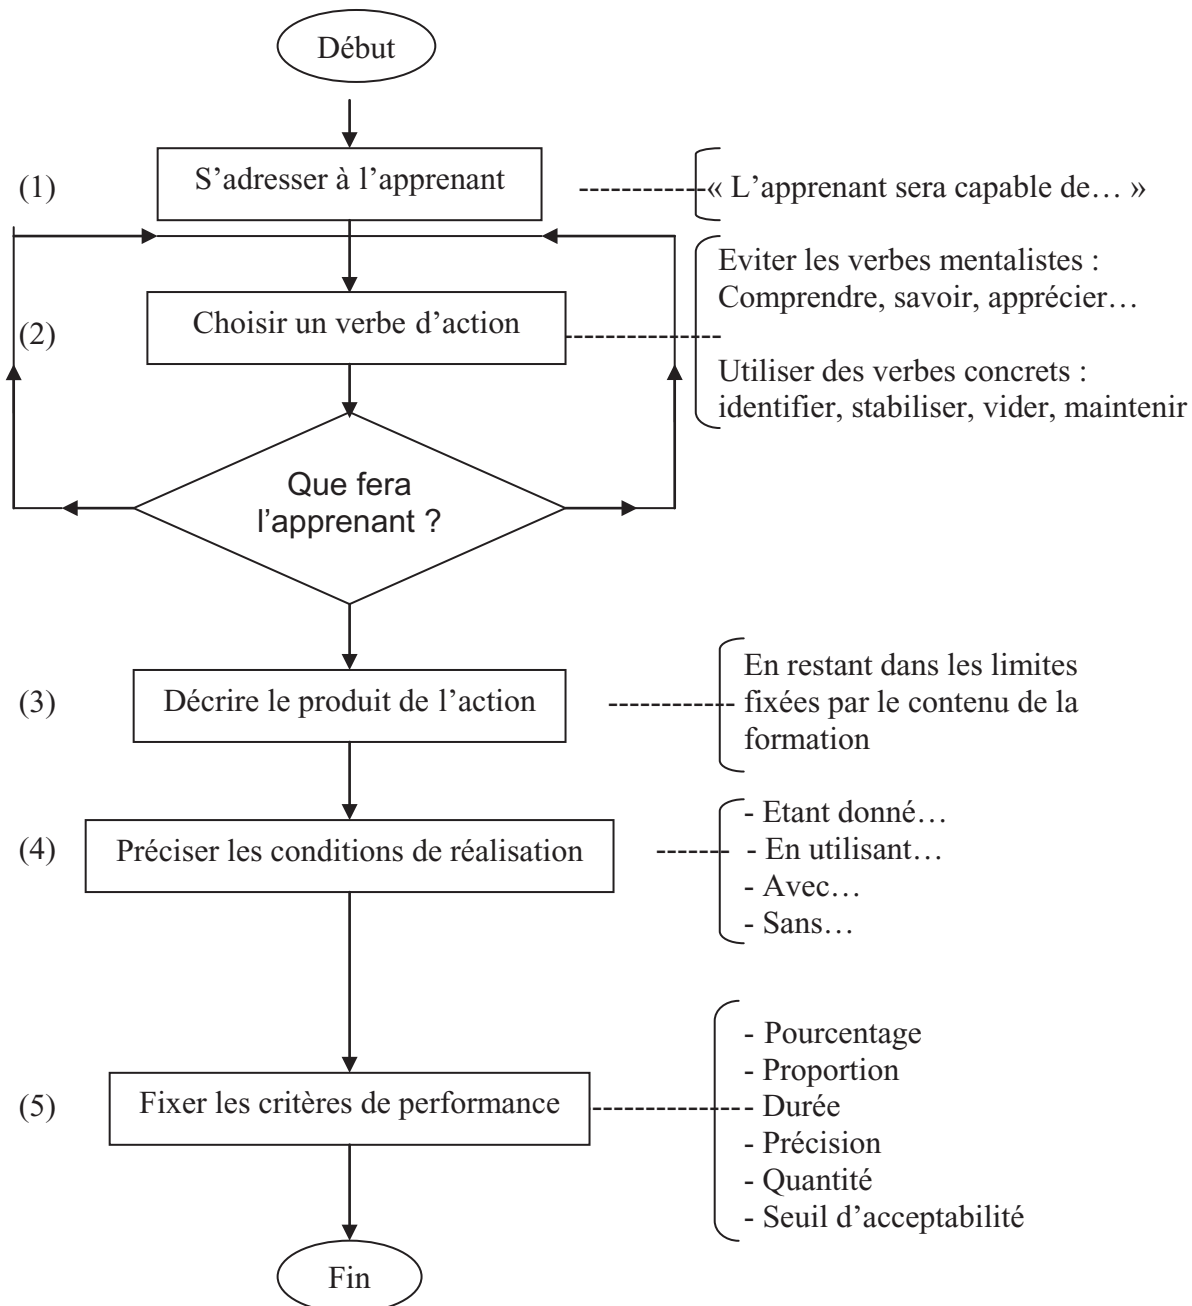 Début
(1)
S’adresser à l’apprenant
« L’apprenant sera capable de… »
(2)
Choisir un verbe d’action
Eviter les verbes mentalistes :
Comprendre, savoir, apprécier…
Utiliser des verbes concrets :
identifier, stabiliser, vider, maintenir
Que fera
l’apprenant ?
(3)
Décrire le produit de l’action
En restant dans les limites
fixées par le contenu de la
formation
(4)
Préciser les conditions de réalisation
- Etant donné…
- En utilisant…
- Avec…
- Sans…
(5)
Fixer les critères de performance
- Pourcentage
- Proportion
- Durée
- Précision
- Quantité
- Seuil d’acceptabilité
Fin